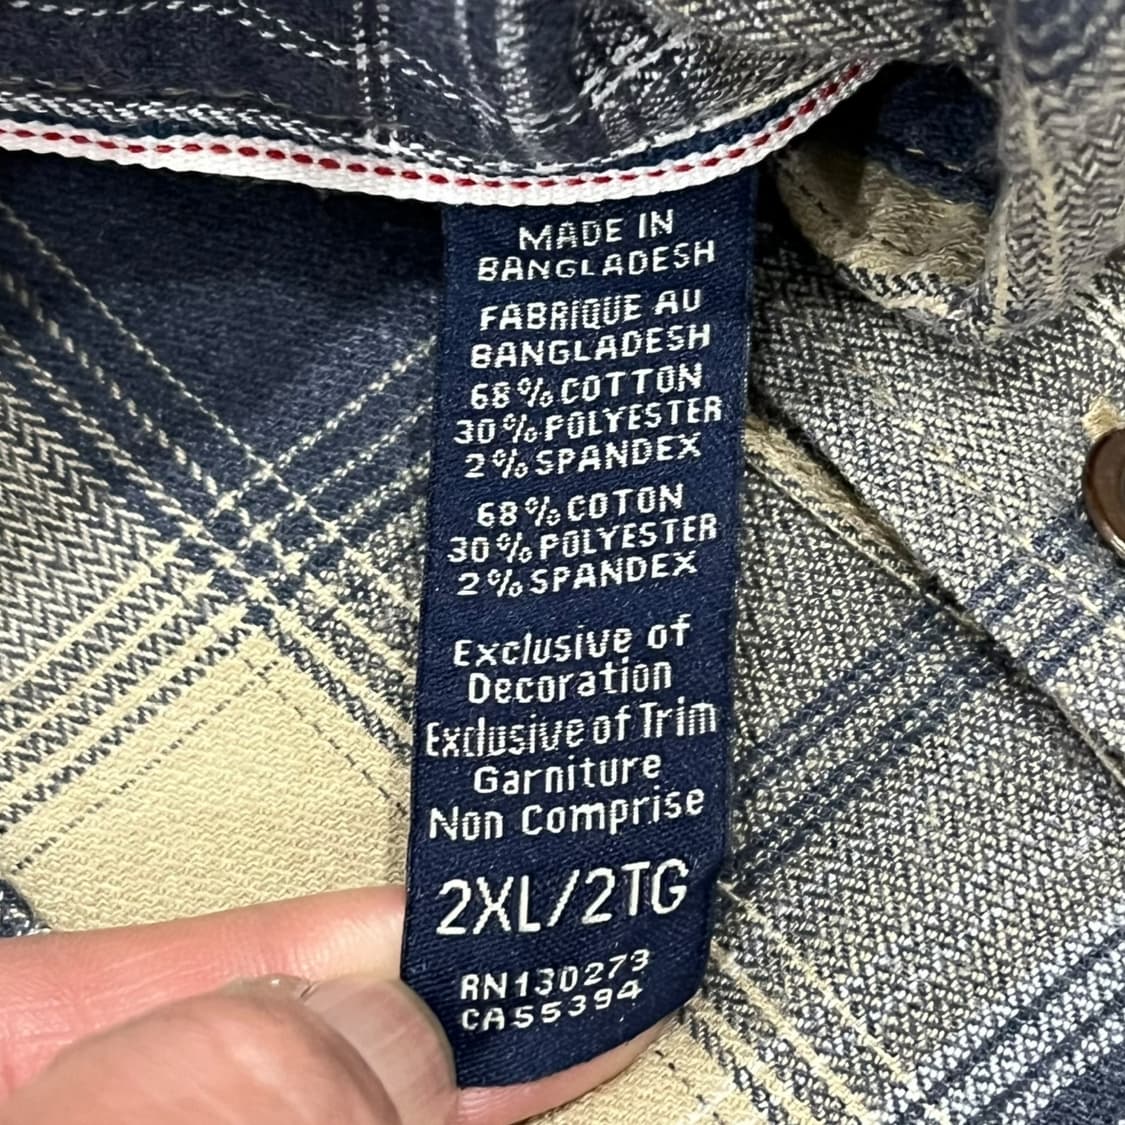 MADE IN
BANGLADESH
FABRIQUE AU
BANGLADESH
68% COTTON
30% POLYESTER
2% SPANDEX
68% COTON
30% POLYESTER
2% SPANDEX
Exclusive of
Decoration
Exclusive of Trim
Garniture
Non Comprise
2XL/2TG
RN130273
CA55394